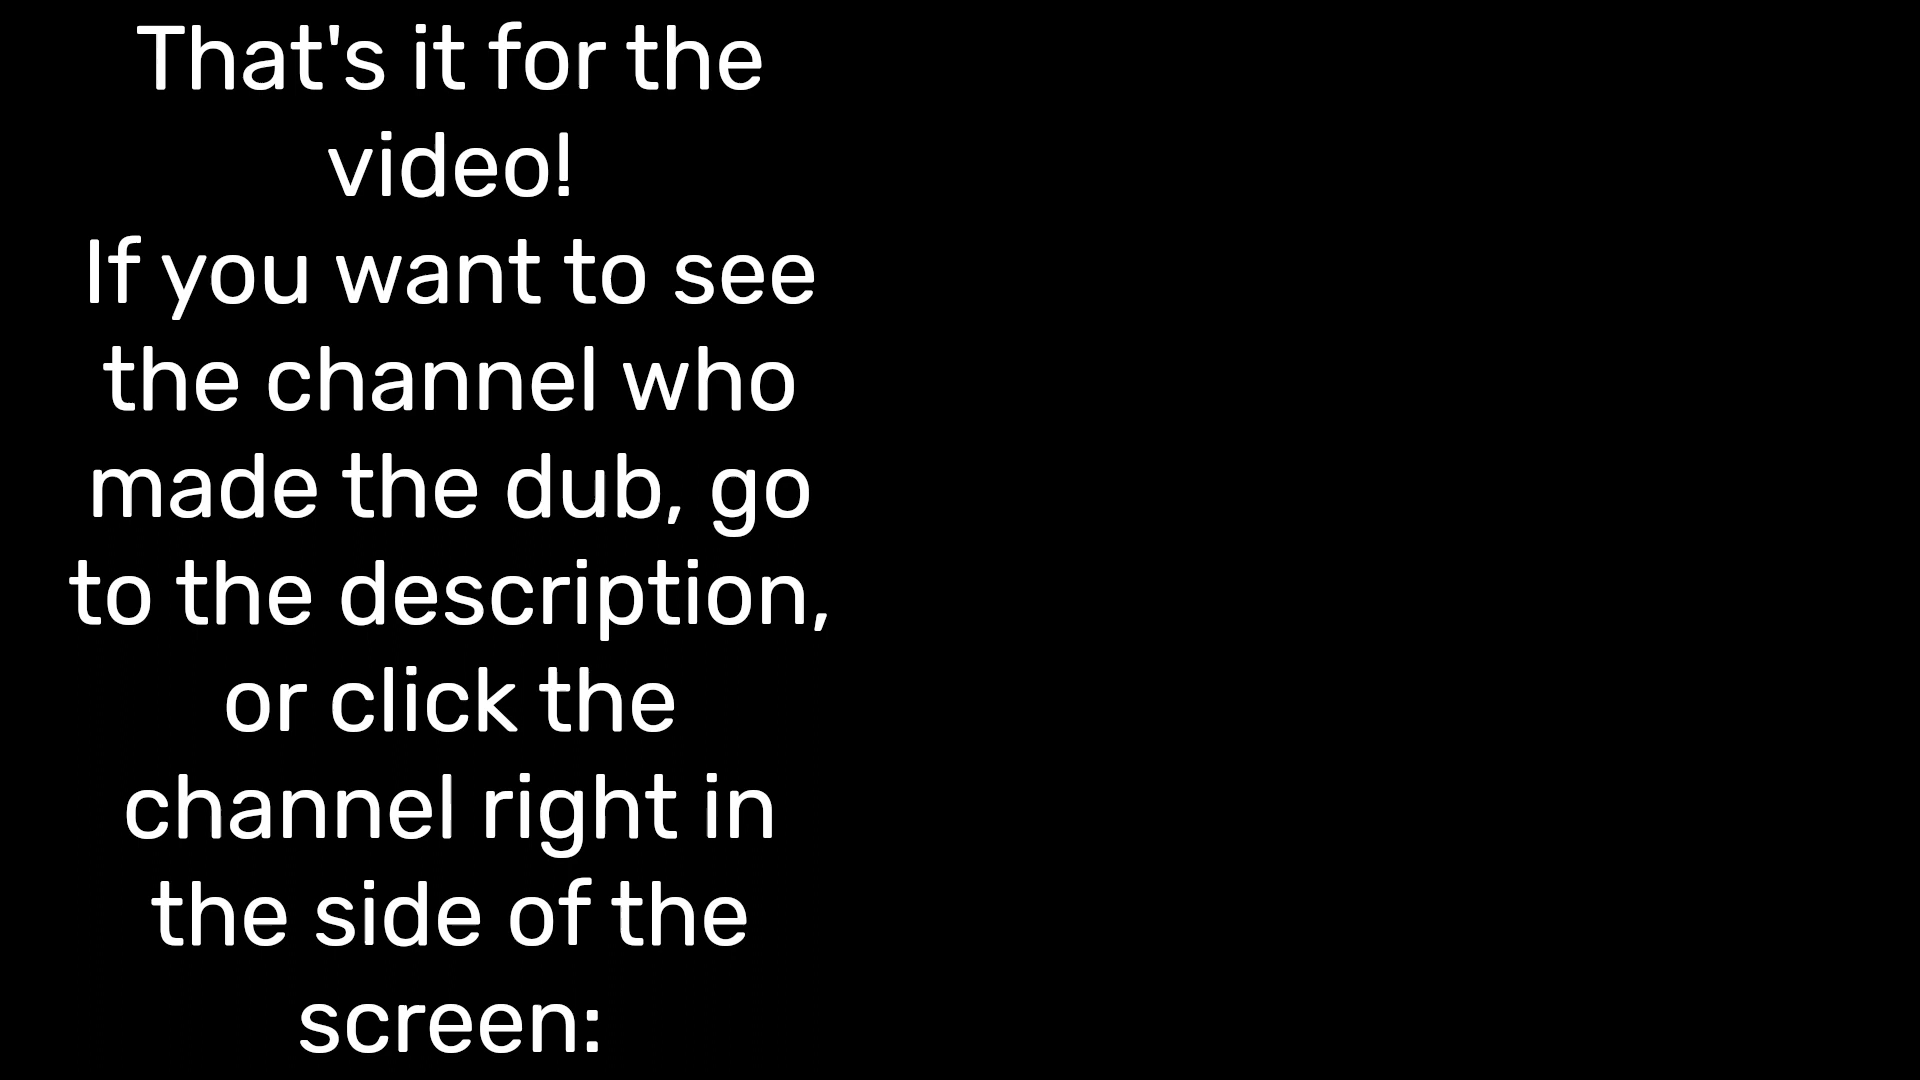 That's it for the
video!
If you want to see
the channel who
made the dub, go
to the description,
or click the
channel right in
the side of the
screen: